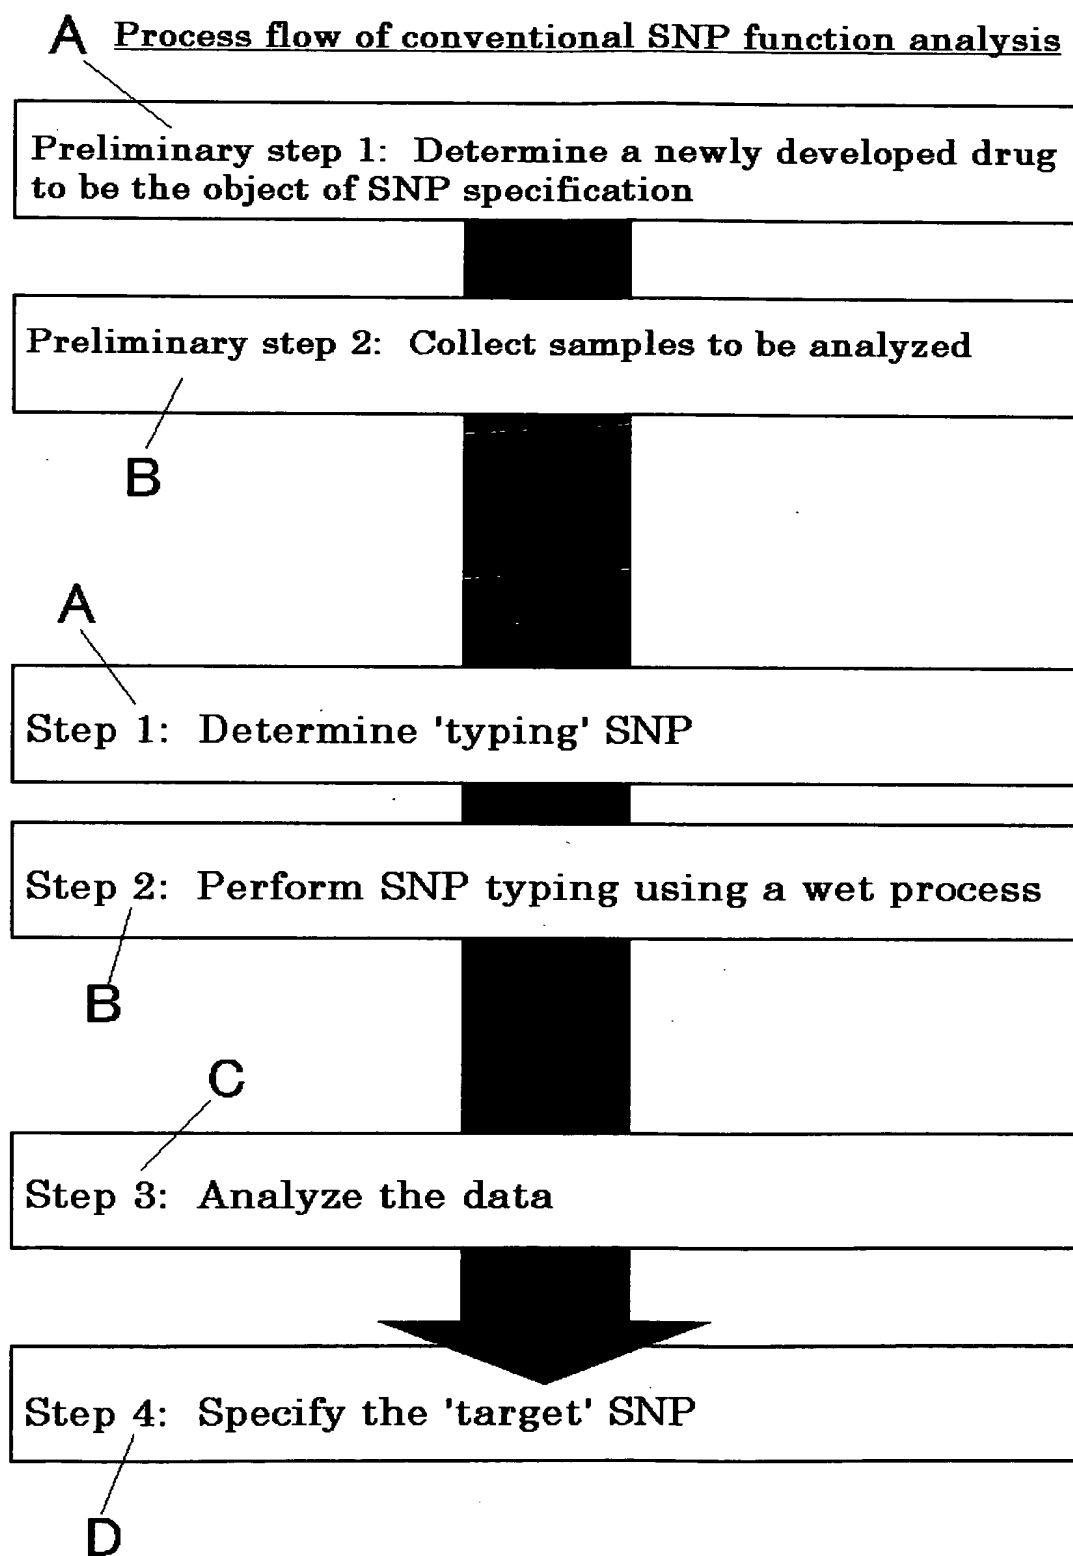 A Process flow of conventional SNP function analysis
Preliminary step 1: Determine a newly developed drug
to be the object of SNP specification
Preliminary step 2: Collect samples to be analyzed
B
A
Step 1: Determine 'typing' SNP
Step 2: Perform SNP typing using a wet process
B
C
Step 3: Analyze the data
Step 4: Specify the 'target' SNP
D